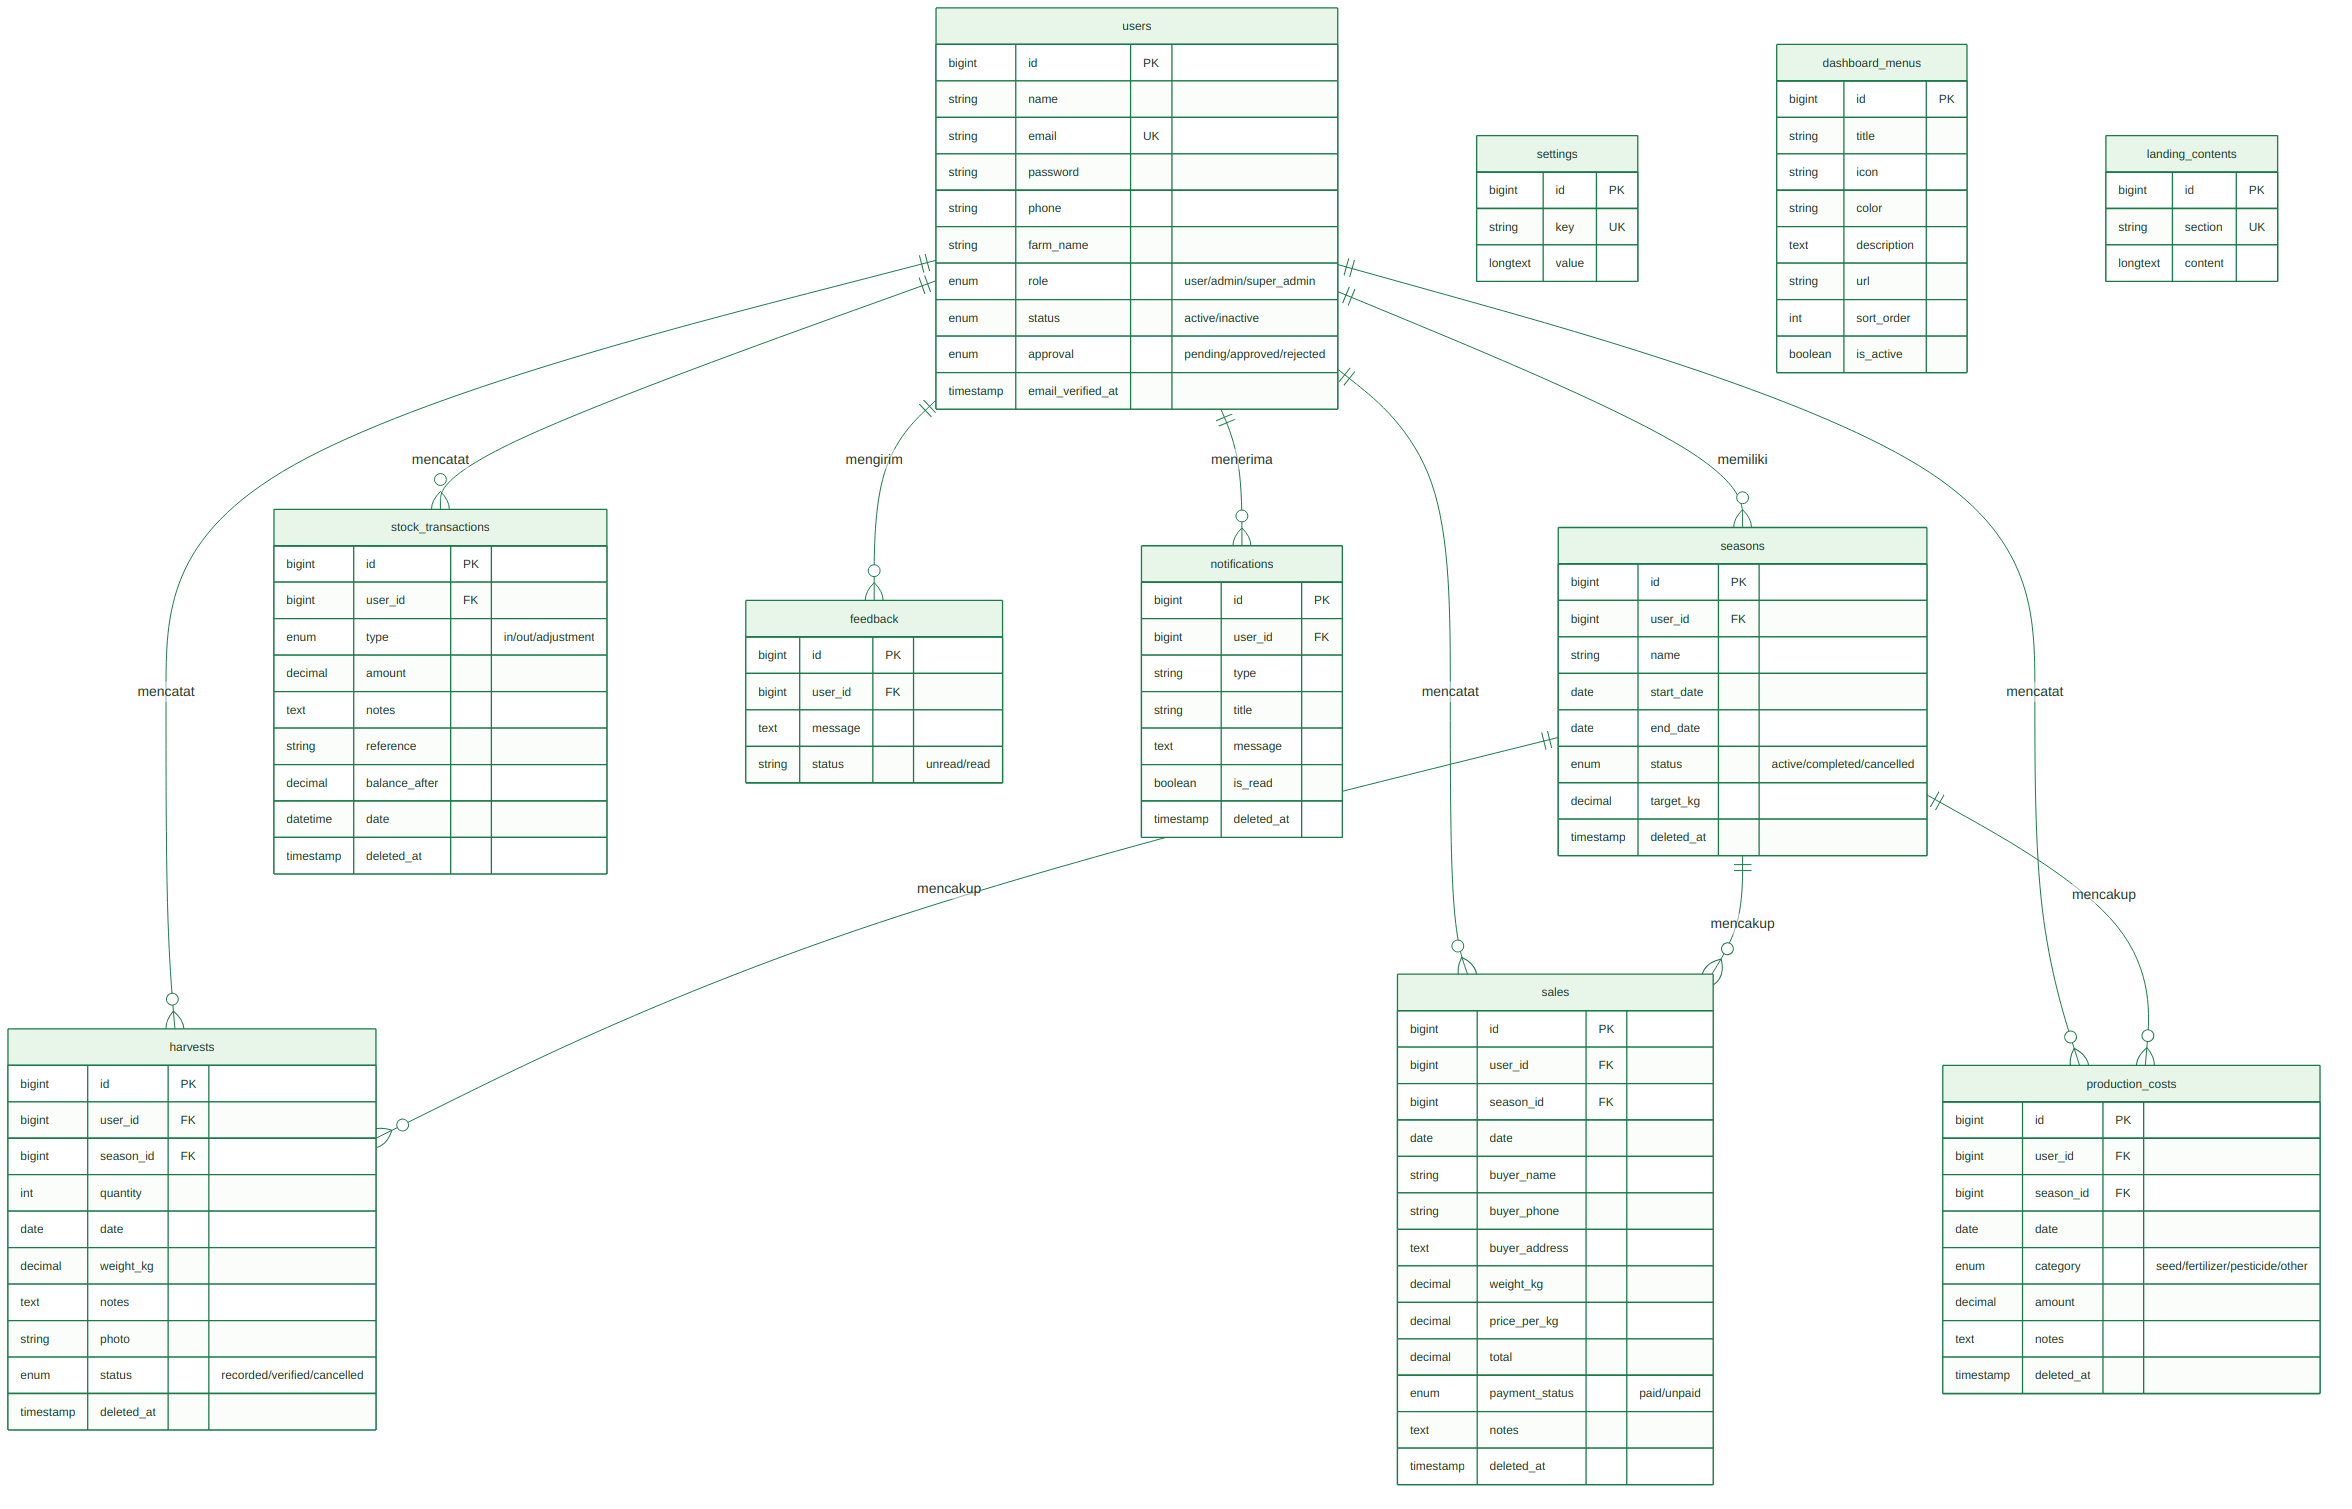 users
bigint id PK
string name
string email UK
string password
string phone
string farm_name
enum role user/admin/super_admin
enum status active/inactive
enum approval pending/approved/rejected
timestamp email_verified_at
settings
bigint id PK
string key UK
longtext value
dashboard_menus
bigint id PK
string title
string icon
string color
text description
string url
int sort_order
boolean is_active
landing_contents
bigint id PK
string section UK
longtext content
mencatat
mengirim
menerima
memiliki
stock_transactions
bigint id PK
bigint user_id FK
enum type in/out/adjustment
decimal amount
text notes
string reference
decimal balance_after
datetime date
timestamp deleted_at
feedback
bigint id PK
bigint user_id FK
text message
string status unread/read
notifications
bigint id PK
bigint user_id FK
string type
string title
text message
boolean is_read
timestamp deleted_at
seasons
bigint id PK
bigint user_id FK
string name
date start_date
date end_date
enum status active/completed/cancelled
decimal target_kg
timestamp deleted_at
mencatat
mencatat
mencatat
mencakup
mencakup
mencakup
harvests
bigint id PK
bigint user_id FK
bigint season_id FK
int quantity
date date
decimal weight_kg
text notes
string photo
enum status recorded/verified/cancelled
timestamp deleted_at
sales
bigint id PK
bigint user_id FK
bigint season_id FK
date date
string buyer_name
string buyer_phone
text buyer_address
decimal weight_kg
decimal price_per_kg
decimal total
enum payment_status paid/unpaid
text notes
timestamp deleted_at
production_costs
bigint id PK
bigint user_id FK
bigint season_id FK
date date
enum category seed/fertilizer/pesticide/other
decimal amount
text notes
timestamp deleted_at